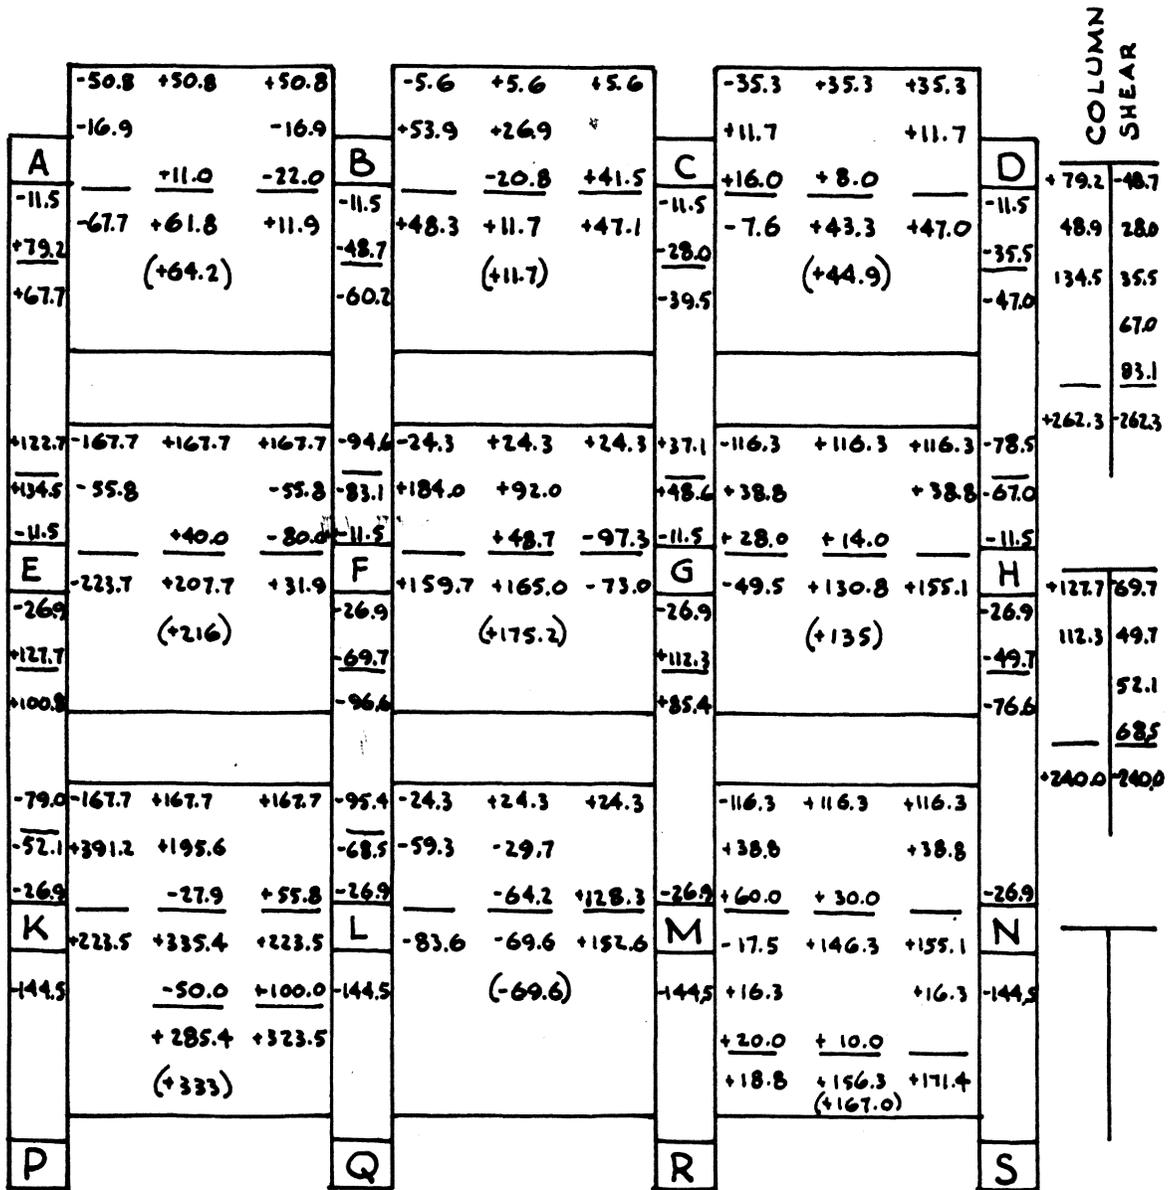 COLUMN SHEAR
-50.8 +50.8 +50.8 -5.6 +5.6 +5.6 -35.3 +35.3 +35.3
-16.9 -16.9 +53.9 +26.9 +11.7 +11.7
A B C D
+11.0 -22.0 -20.8 +41.5 +16.0 +8.0 +79.2 -48.7
-11.5 -11.5 -11.5 -11.5
-67.7 +61.8 +11.9 +48.3 +11.7 +47.1 -7.6 +43.3 +47.0 48.9 28.0
+79.2 -48.7 -28.0 -35.5
(+64.2) (+11.7) (+44.9) 134.5 35.5
+67.7 -60.2 -39.5 -47.0
67.0
83.1
+262.3 -262.3
+122.7 -167.7 +167.7 +167.7 -94.6 -24.3 +24.3 +24.3 +37.1 -116.3 +116.3 +116.3 -78.5
+134.5 -55.8 -55.8 -83.1 +184.0 +92.0 +48.6 +38.8 +38.8 -67.0
-11.5 +40.0 -80.0 -11.5 +48.7 -97.3 -11.5 +28.0 +14.0 -11.5
E F G H
-223.7 +207.7 +31.9 +159.7 +165.0 -73.0 -49.5 +130.8 +155.1 +127.7 69.7
-26.9 -26.9 -26.9 -26.9
(+216) (+175.2) (+135) 112.3 49.7
+127.7 -69.7 +112.3 -49.7
52.1
+100.8 -96.6 +85.4 -76.6
68.5
+240.0 -240.0
-79.0 -167.7 +167.7 +167.7 -95.4 -24.3 +24.3 +24.3 -116.3 +116.3 +116.3
-52.1 +391.2 +195.6 -68.5 -59.3 -29.7 +38.8 +38.8
-26.9 -27.9 +55.8 -26.9 -64.2 +128.3 -26.9 +60.0 +30.0 -26.9
K L M N
+223.5 +335.4 +223.5 -83.6 -69.6 +152.6 -17.5 +146.3 +155.1
-144.5 -50.0 +100.0 -144.5 (-69.6) -144.5 +16.3 +16.3 -144.5
+285.4 +323.5 +20.0 +10.0
(+333) +18.8 +156.3 +171.4
(+167.0)
P Q R S